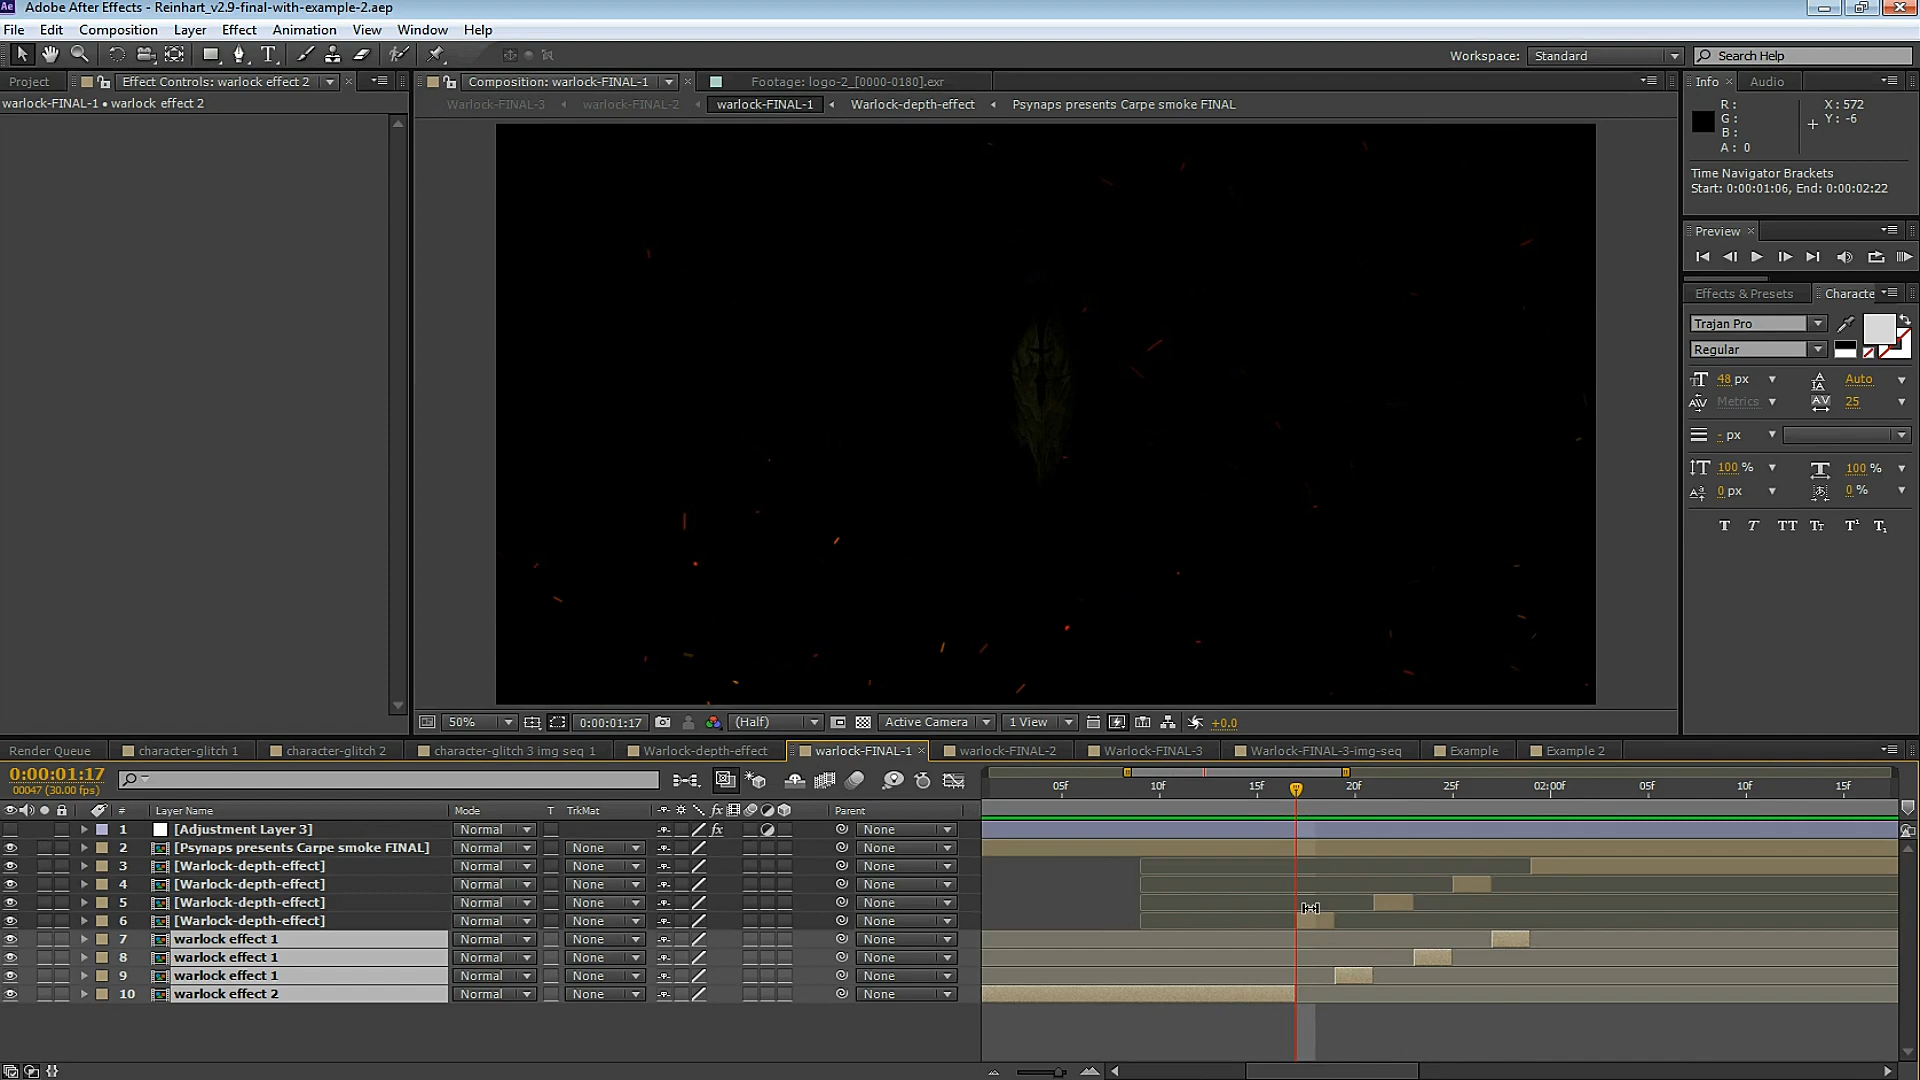 Ae Adobe After Effects - Reinhart_v2.9-final-with-example-2.aep
File Edit Composition Layer Effect Animation Window View Help
Workspace: Standard Search Help
Project Effect Controls: warlock effect 2 Composition: warlock-FINAL-1 Footage: logo-2_[0000-0180].exr Info Audio
warlock-FINAL-1 • warlock effect 2
Warlock-FINAL-3 warlock-FINAL-2 warlock-FINAL-1 Warlock-depth-effect Psynaps presents Carpe smoke FINAL
R: X : 572
G: Y : -6
B:
A: 0
Time Navigator Brackets
Start: 0:00:01:06, End: 0:00:02:22
Preview
Effects & Presets Characte
Trajan Pro
Regular
48 px Auto
Metrics 25
- px
100 % 100 %
0 px 0 %
T T TT Tt T¹ T₁
50% 0:00:01:17 (Half) Active Camera 1 View +0.0
Render Queue character-glitch 1 character-glitch 2 character-glitch 3 img seq 1 Warlock-depth-effect warlock-FINAL-1 warlock-FINAL-2 Warlock-FINAL-3 Warlock-FINAL-3-img-seq Example Example 2
0:00:01:17
00047 (30.00 fps)
05f 10f 15f 20f 25f 02:00f 05f 10f 15f
# Layer Name Mode T TrkMat fx Parent
1 [Adjustment Layer 3] Normal fx None
2 [Psynaps presents Carpe smoke FINAL] Normal None None
3 [Warlock-depth-effect] Normal None None
4 [Warlock-depth-effect] Normal None None
5 [Warlock-depth-effect] Normal None None
6 [Warlock-depth-effect] Normal None None
7 warlock effect 1 Normal None None
8 warlock effect 1 Normal None None
9 warlock effect 1 Normal None None
10 warlock effect 2 Normal None None